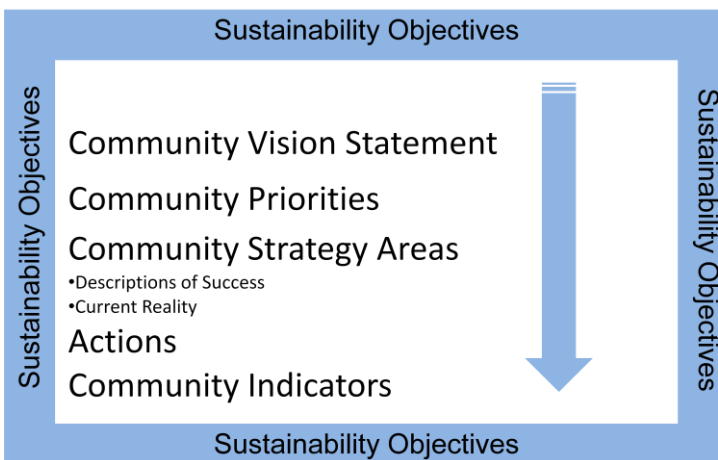 Sustainability Objectives
Sustainability Objectives
Community Vision Statement
Community Priorities
Community Strategy Areas
•Descriptions of Success
•Current Reality
Actions
Community Indicators
Sustainability Objectives
Sustainability Objectives